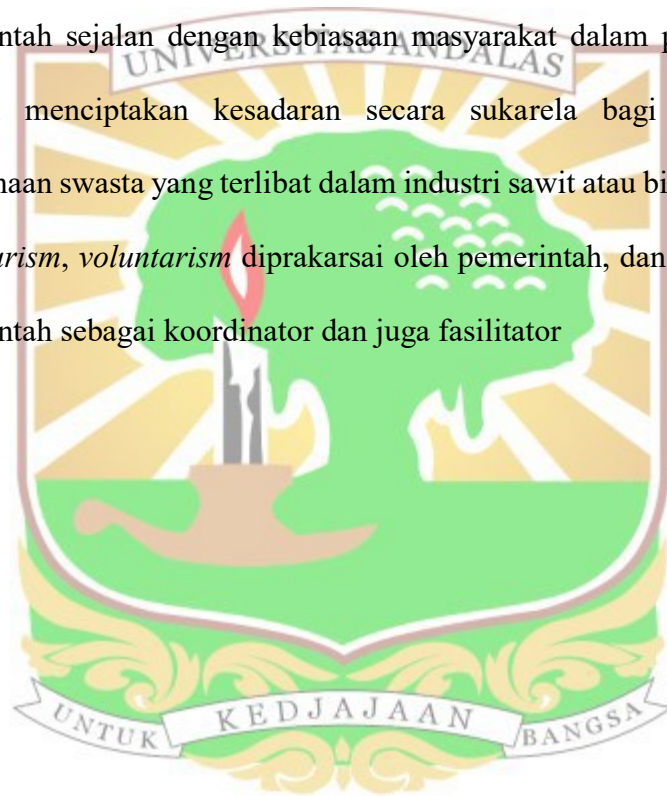 ntah sejalan dengan kebiasaan masyarakat dalam p
UNIVERSITAS ANDALAS
menciptakan kesadaran secara sukarela bagi
naan swasta yang terlibat dalam industri sawit atau bi
rism, voluntarism diprakarsai oleh pemerintah, dan
ntah sebagai koordinator dan juga fasilitator
UNTUK KEDJAJAAN BANGSA